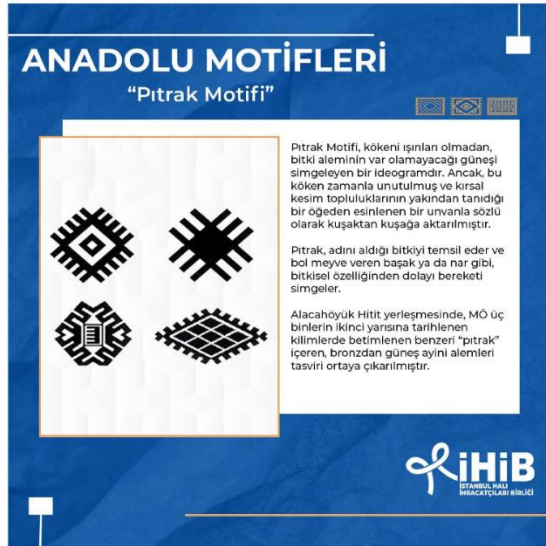 ANADOLU MOTİFLERİ
“Pıtrak Motifi”
Pıtrak Motifi, kökeni ışınları olmadan,
bitki aleminin var olamayacağı güneşi
simgeleyen bir ideogramdır. Ancak, bu
köken zamanla unutulmuş ve kırsal
kesim topluluklarının yakından tanıdığı
bir öğeden esinlenen bir unvanla sözlü
olarak kuşaktan kuşağa aktarılmıştır.
Pıtrak, adını aldığı bitkiyi temsil eder ve
bol meyve veren başak ya da nar gibi,
bitkisel özelliğinden dolayı bereketi
simgeler.
Alacahöyük Hitit yerleşmesinde, MÖ üç
binlerin ikinci yarısına tarihlenen
kilimlerde betimlenen benzeri “pıtrak”
içeren, bronzdan güneş ayini alemleri
tasviri ortaya çıkarılmıştır.
iHiB
İSTANBUL HALI
İHRACATÇILARI BİRLİĞİ